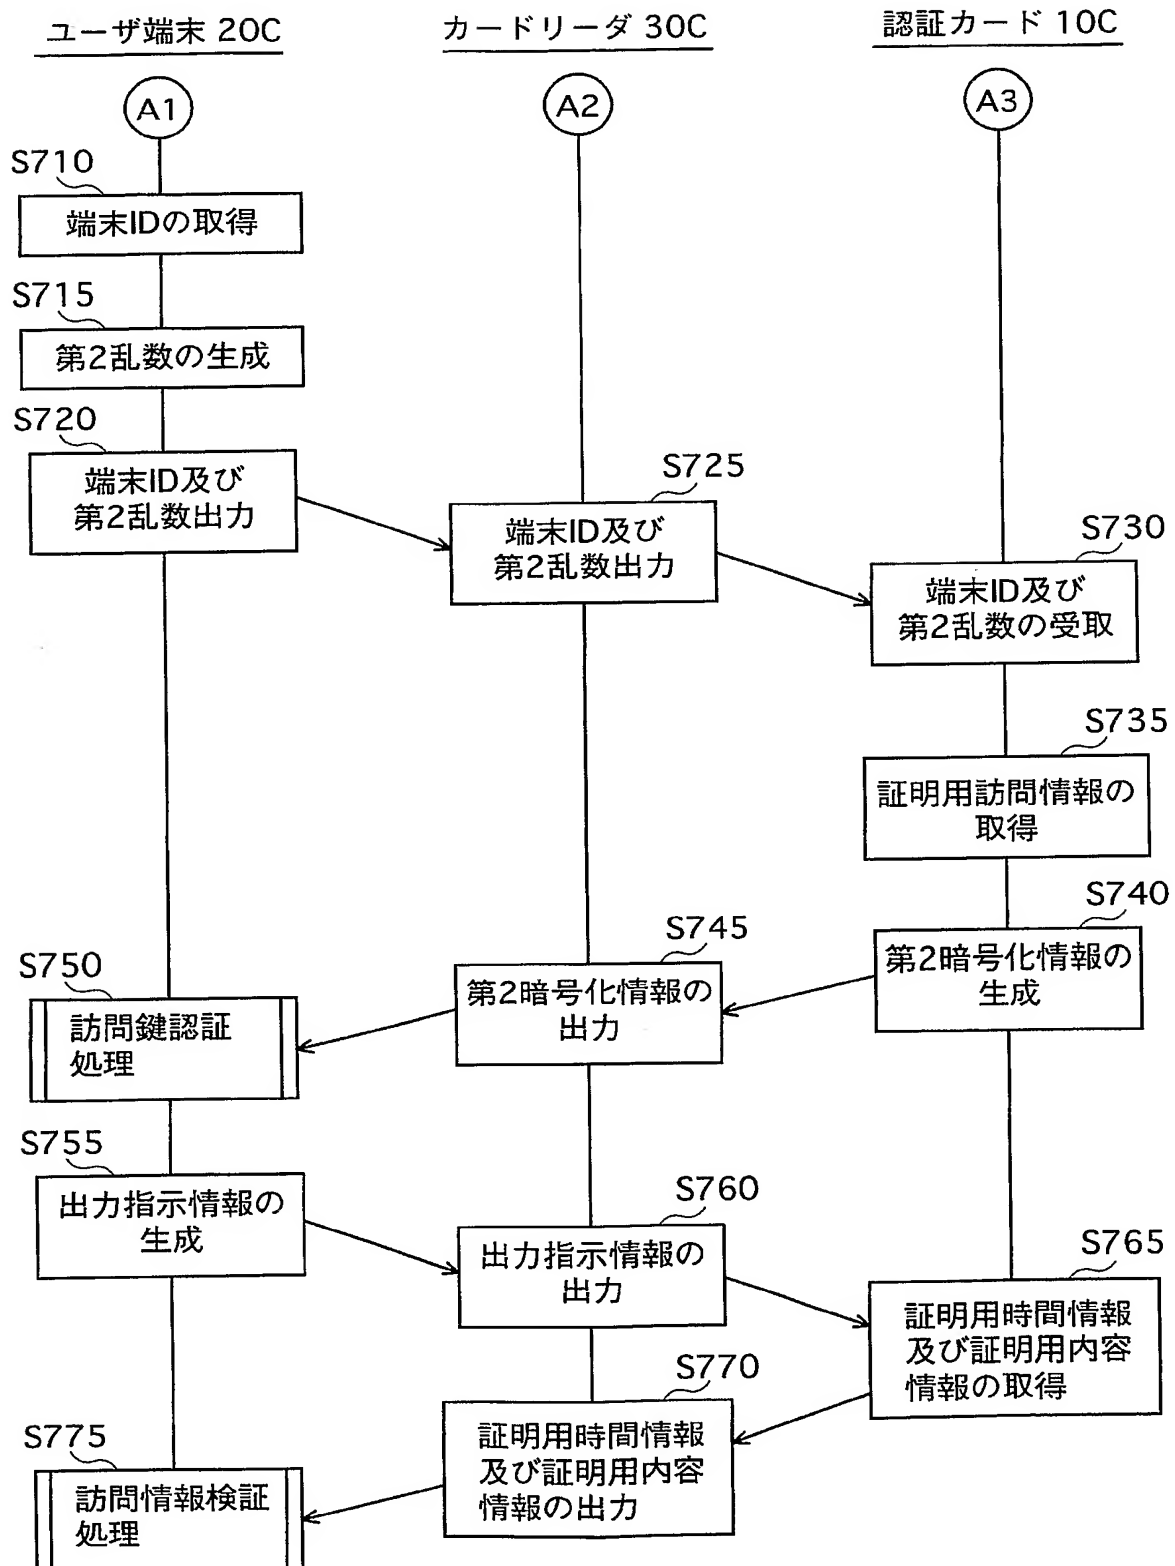 ユーザ端末 20C
カードリーダ 30C
認証カード 10C
A1
A2
A3
S710
端末IDの取得
S715
第2乱数の生成
S720
端末ID及び
第2乱数出力
S725
端末ID及び
第2乱数出力
S730
端末ID及び
第2乱数の受取
S735
証明用訪問情報の
取得
S740
第2暗号化情報の
生成
S745
第2暗号化情報の
出力
S750
訪問鍵認証
処理
S755
出力指示情報の
生成
S760
出力指示情報の
出力
S765
証明用時間情報
及び証明用内容
情報の取得
S770
証明用時間情報
及び証明用内容
情報の出力
S775
訪問情報検証
処理